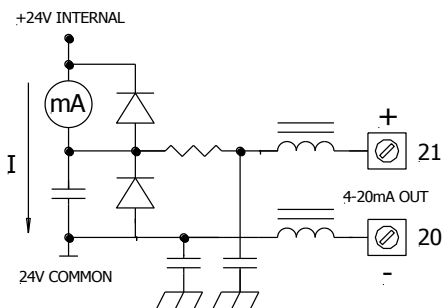 +24V INTERNAL
mA
I
+
21
4-20mA OUT
20
-
24V COMMON